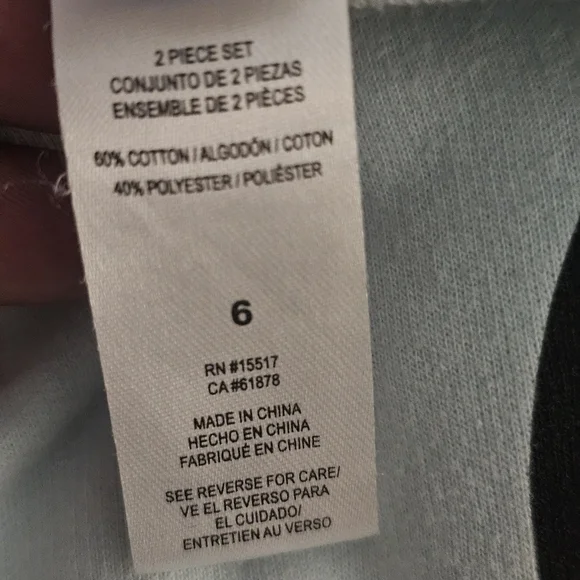 2 PIECE SET
CONJUNTO DE 2 PIEZAS
ENSEMBLE DE 2 PIÈCES
60% COTTON / ALGODÓN / COTON
40% POLYESTER / POLIÉSTER
6
RN #15517
CA #61878
MADE IN CHINA
HECHO EN CHINA
FABRIQUÉ EN CHINE
SEE REVERSE FOR CARE/
VE EL REVERSO PARA
EL CUIDADO/
ENTRETIEN AU VERSO